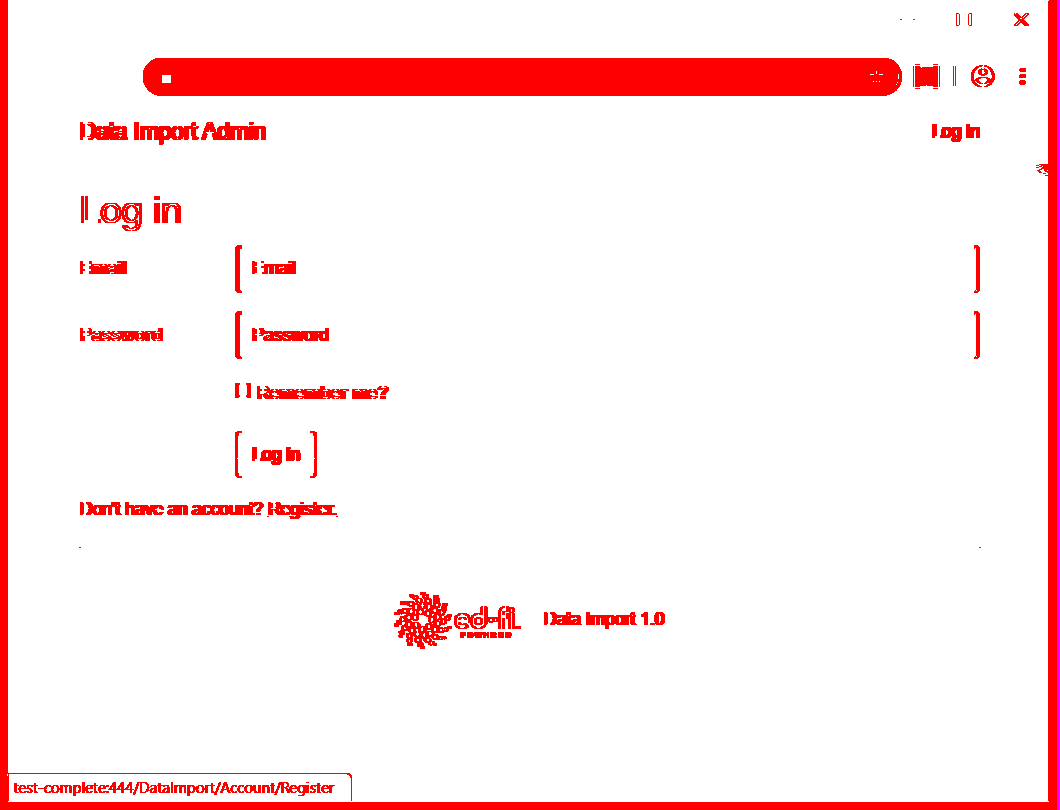 Data Import Admin
Log in
Log in
Email
Email
Password
Password
Remember me?
Log in
Don't have an account? Register.
ed-fi
POWERED
Data Import 1.0
test-complete:444/DataImport/Account/Register